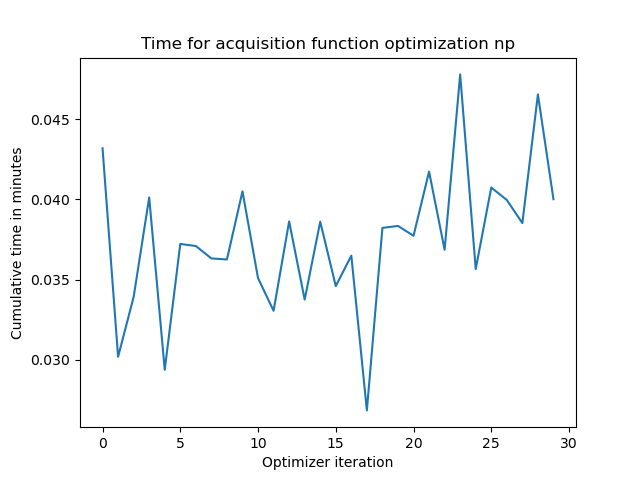 Time for acquisition function optimization np
Cumulative time in minutes
0.045
0.040
0.035
0.030
0 5 10 15 20 25 30
Optimizer iteration